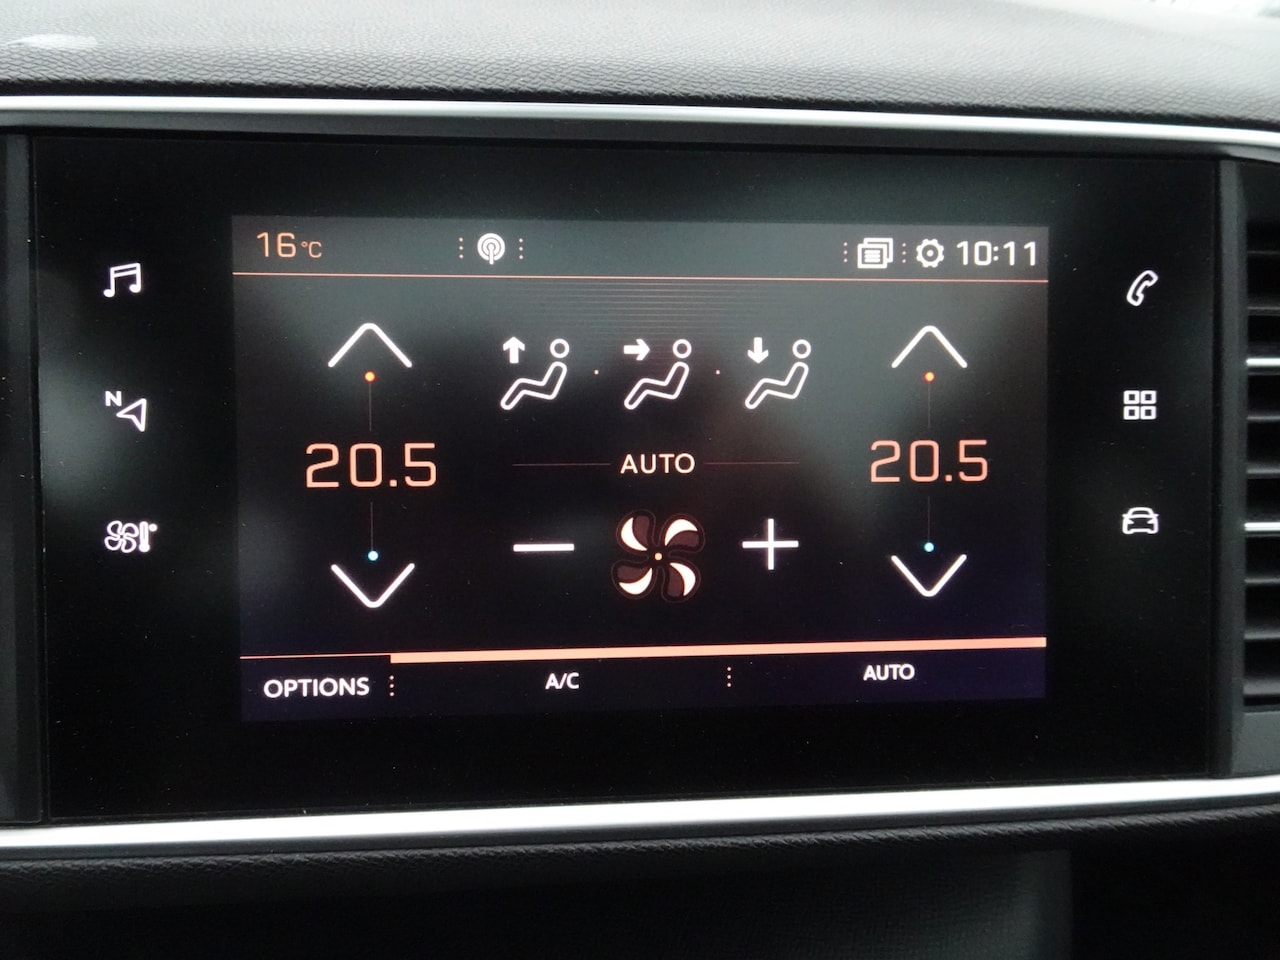 16 °C 10:11
N
20.5 AUTO 20.5
OPTIONS A/C AUTO